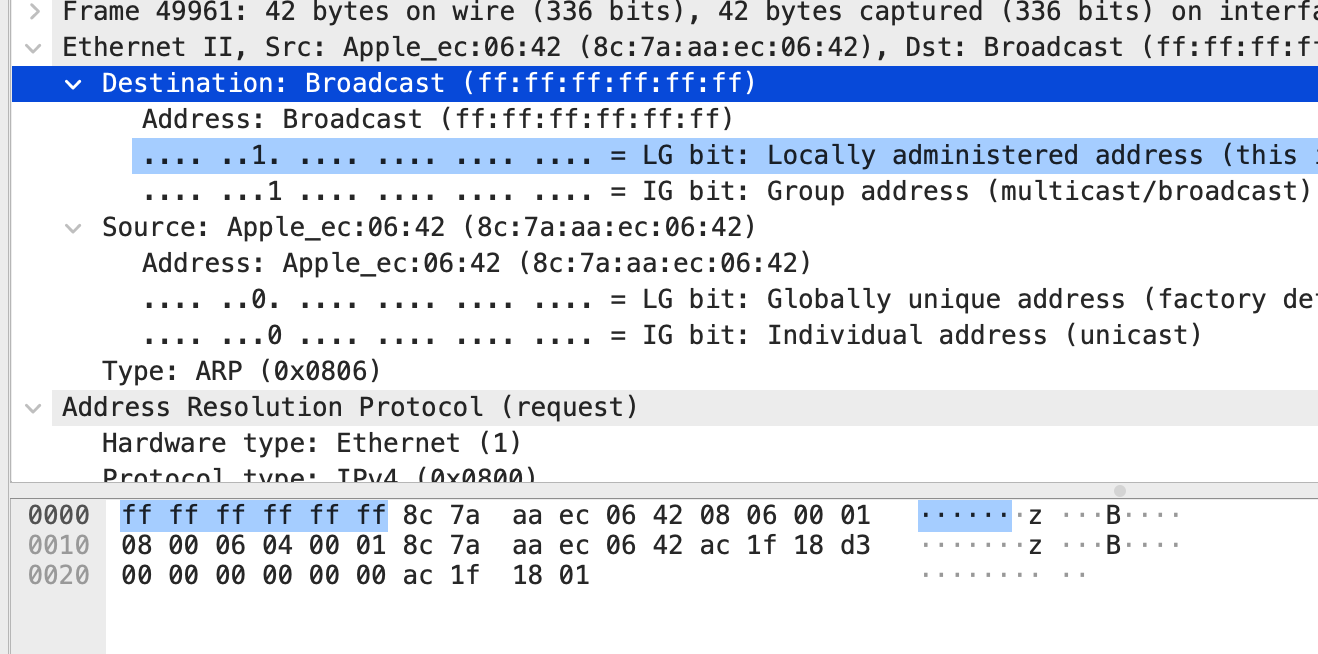 Frame 49961: 42 bytes on wire (336 bits), 42 bytes captured (336 bits) on
Ethernet II, Src: Apple_ec:06:42 (8c:7a:aa:ec:06:42), Dst: Broadcast (ff:ff:ff:ff
Destination: Broadcast (ff:ff:ff:ff:ff:ff)
Address: Broadcast (ff:ff:ff:ff:ff:ff)
.... ..1. .... .... .... .... = LG bit: Locally administered address (this
.... ...1 .... .... .... .... = IG bit: Group address (multicast/broadcast)
Source: Apple_ec:06:42 (8c:7a:aa:ec:06:42)
Address: Apple_ec:06:42 (8c:7a:aa:ec:06:42)
.... ..0. .... .... .... .... = LG bit: Globally unique address (factory
.... ...0 .... .... .... .... = IG bit: Individual address (unicast)
Type: ARP (0x0806)
Address Resolution Protocol (request)
Hardware type: Ethernet (1)
Protocol type: IPv4 (0x0800)
0000 ff ff ff ff ff ff 8c 7a aa ec 06 42 08 06 00 01 ·······z ···B····
0010 08 00 06 04 00 01 8c 7a aa ec 06 42 ac 1f 18 d3 ·······z ···B····
0020 00 00 00 00 00 00 ac 1f 18 01 ········ ··